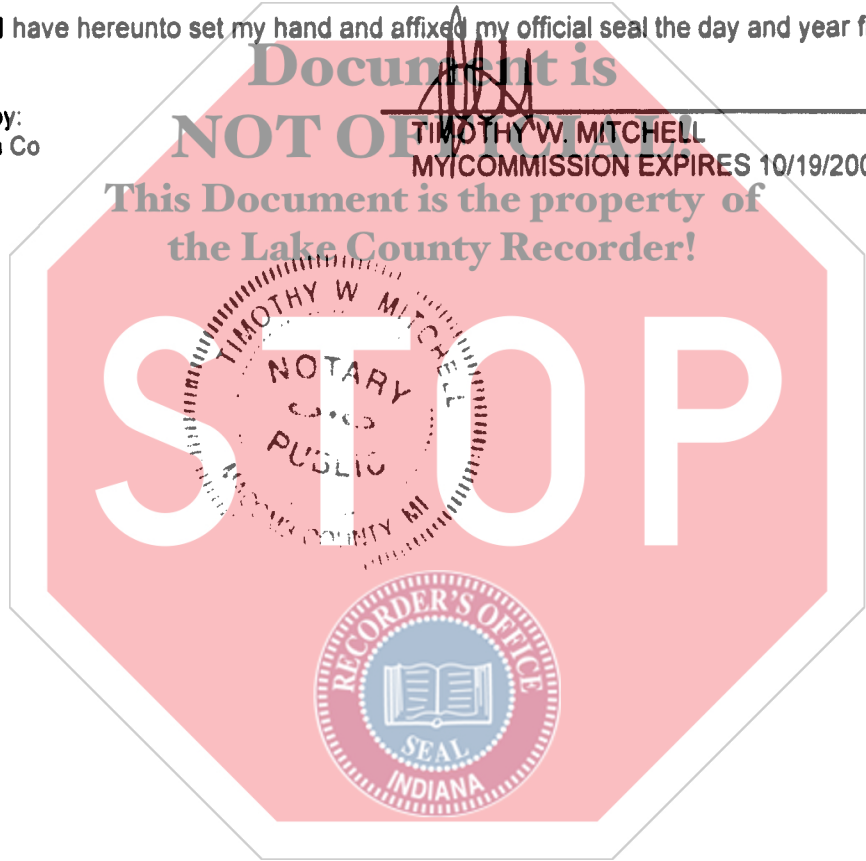 I have hereunto set my hand and affixed my official seal the day and year f
Document is
by:
Co
NOT OFFICIAL!
TIMOTHY W. MITCHELL
MY COMMISSION EXPIRES 10/19/200
This Document is the property of
the Lake County Recorder!
TIMOTHY W MITCHELL
NOTARY
PUBLIC
COUNTY MI
STOP
RECORDER'S OFFICE
SEAL
INDIANA